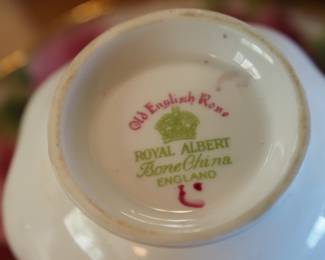 Old English Rose
ROYAL ALBERT
Bone China
ENGLAND